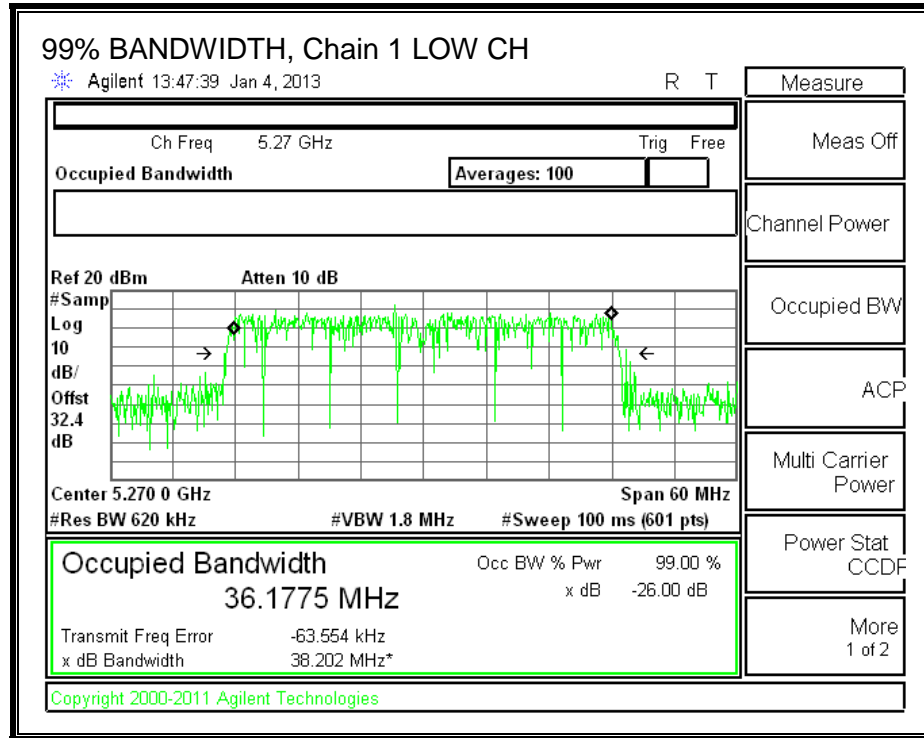 99% BANDWIDTH, Chain 1 LOW CH
Agilent 13:47:39 Jan 4, 2013 R T Measure
Ch Freq 5.27 GHz Trig Free
Meas Off
Occupied Bandwidth Averages: 100
Channel Power
Ref 20 dBm Atten 10 dB
#Samp
Log
10
dB/
Offst
32.4
dB
Occupied BW
ACP
Multi Carrier
Power
Center 5.270 0 GHz Span 60 MHz
#Res BW 620 kHz #VBW 1.8 MHz #Sweep 100 ms (601 pts)
Power Stat
CCDF
Occupied Bandwidth Occ BW % Pwr 99.00 %
36.1775 MHz x dB -26.00 dB
Transmit Freq Error -63.554 kHz
x dB Bandwidth 38.202 MHz*
More
1 of 2
Copyright 2000-2011 Agilent Technologies